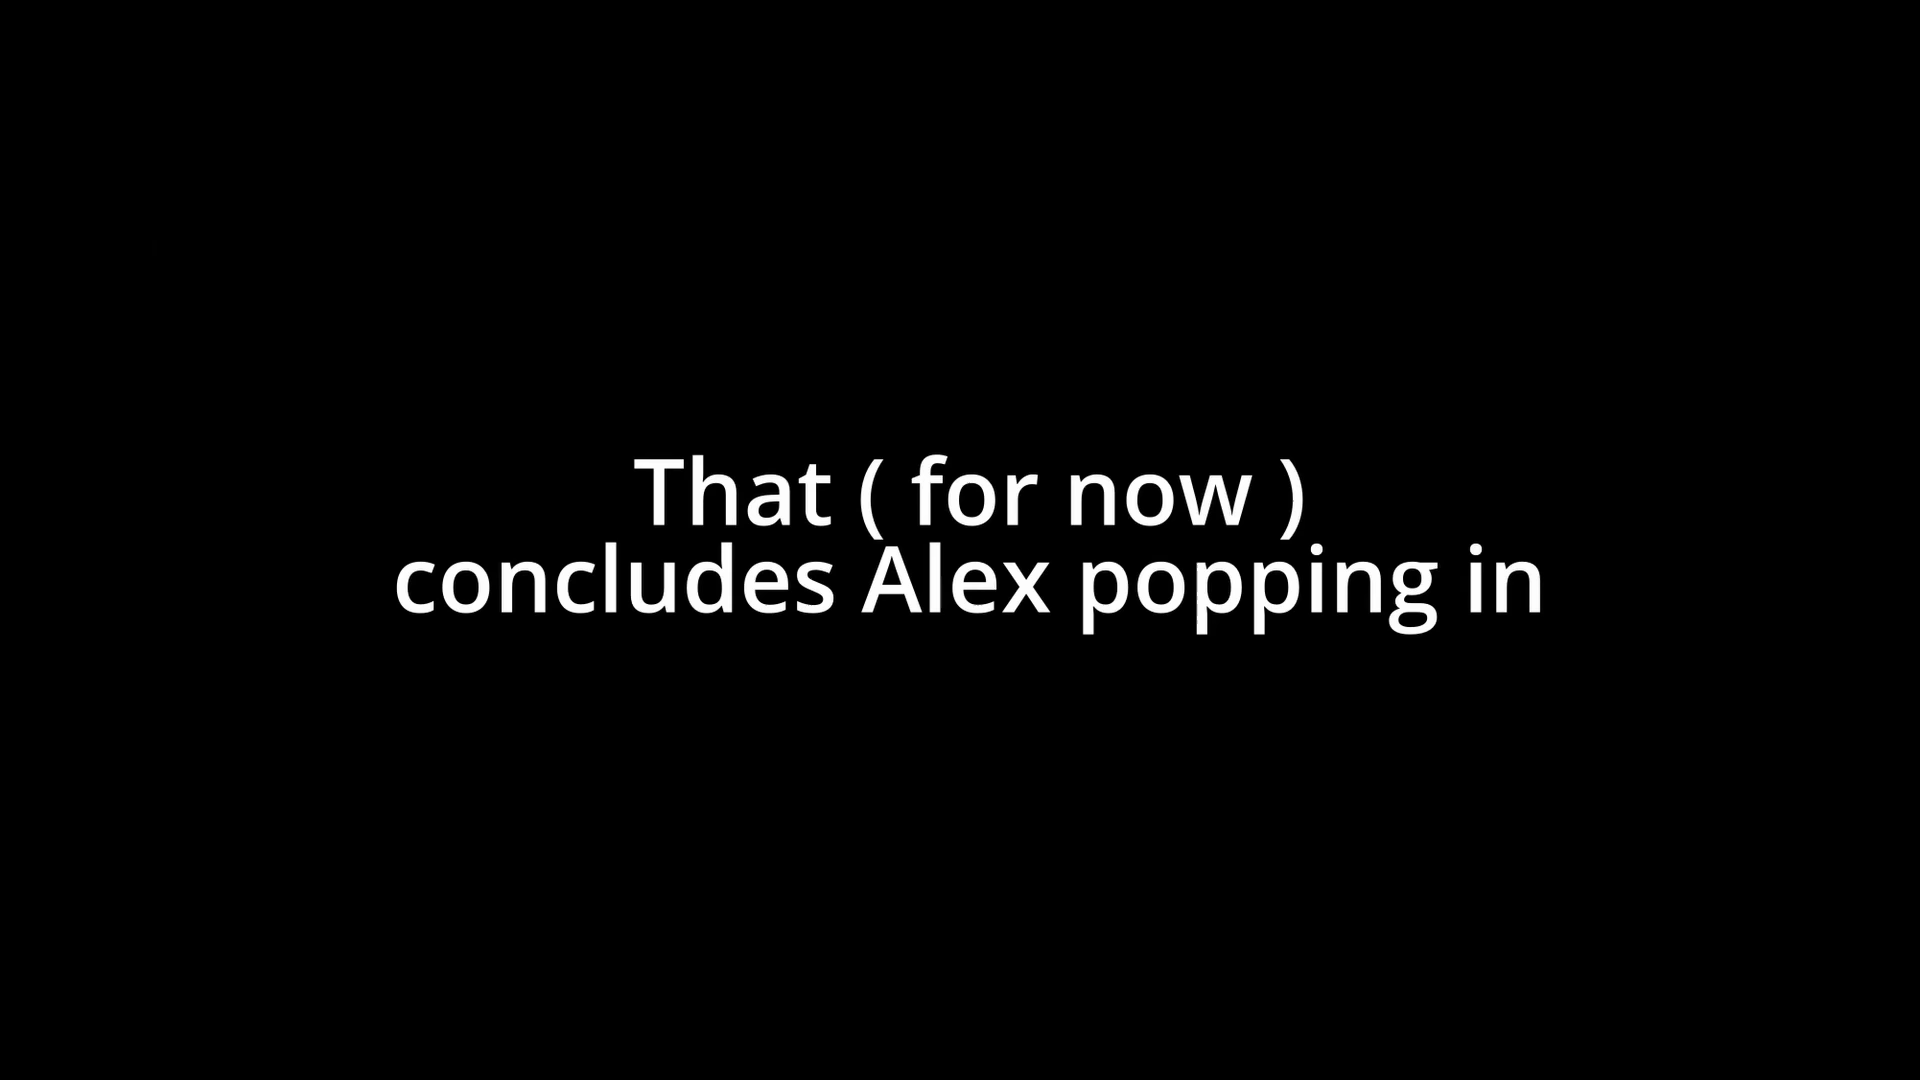 That ( for now )
concludes Alex popping in